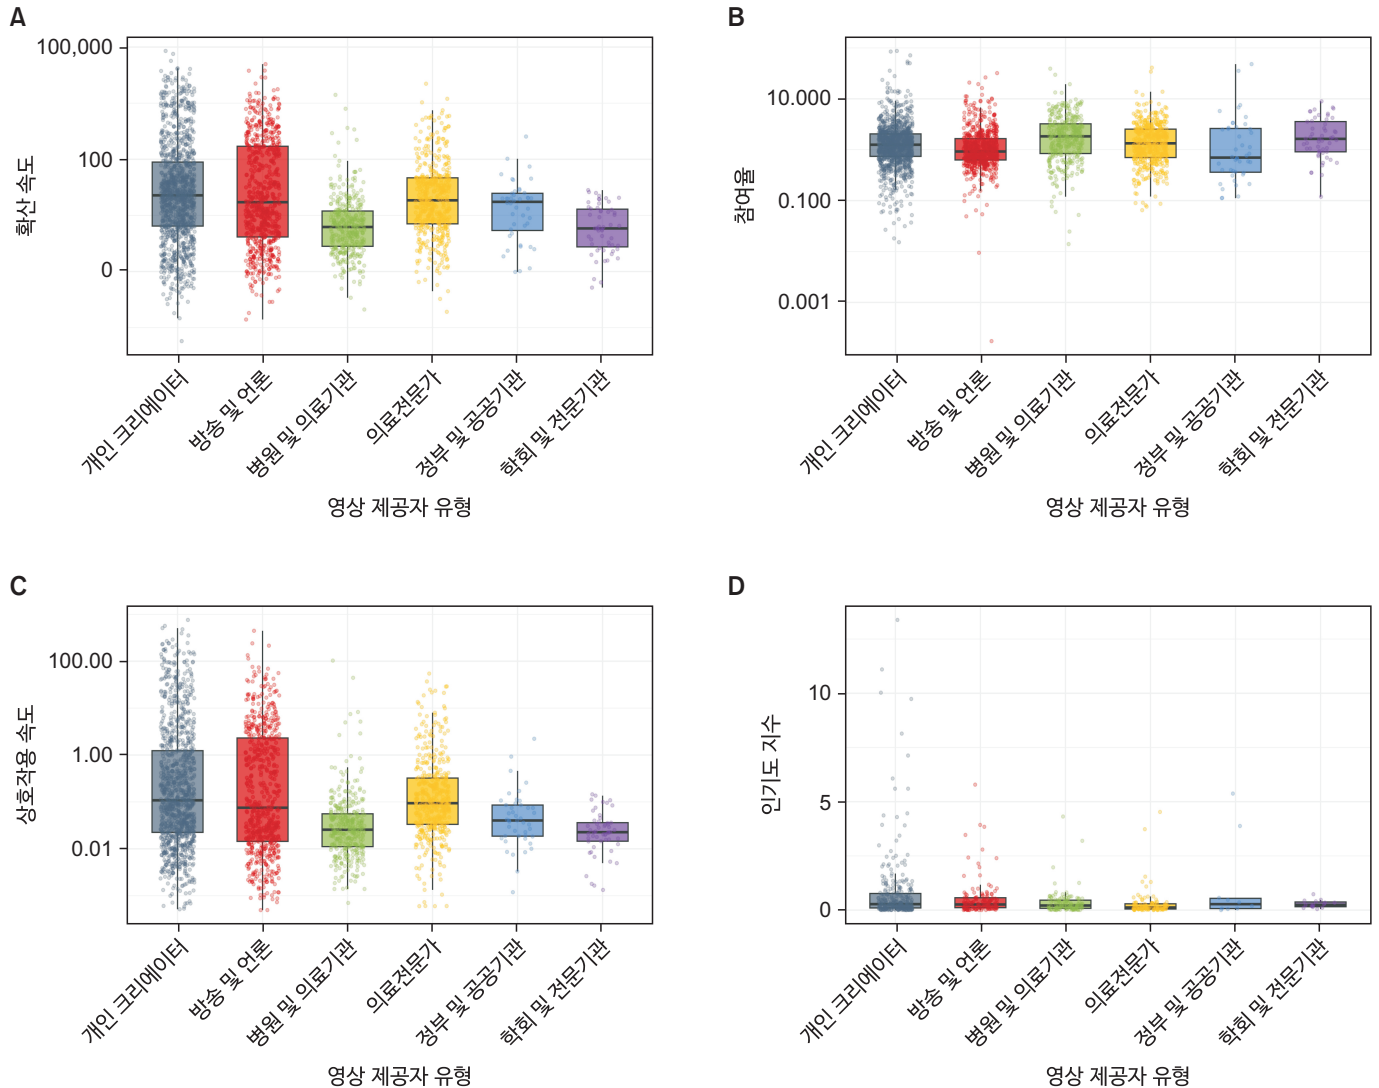 A
확산 속도
100,000
100
0
개인 크리에이터
방송 및 언론
병원 및 의료기관
의료전문가
정부 및 공공기관
학회 및 전문기관
영상 제공자 유형
B
참여율
10.000
0.100
0.001
개인 크리에이터
방송 및 언론
병원 및 의료기관
의료전문가
정부 및 공공기관
학회 및 전문기관
영상 제공자 유형
C
상호작용 속도
100.00
1.00
0.01
개인 크리에이터
방송 및 언론
병원 및 의료기관
의료전문가
정부 및 공공기관
학회 및 전문기관
영상 제공자 유형
D
인기도 지수
10
5
0
개인 크리에이터
방송 및 언론
병원 및 의료기관
의료전문가
정부 및 공공기관
학회 및 전문기관
영상 제공자 유형